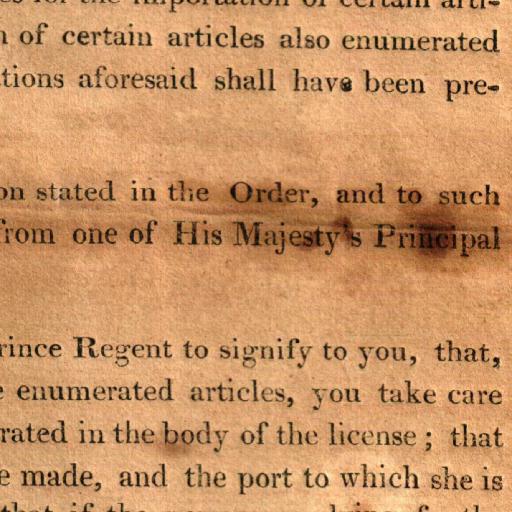 for the importation of certain arti-
of certain articles also enumerated
tions aforesaid shall have been pre-
on stated in the Order, and to such
from one of His Majesty's Principal
rince Regent to signify to you, that,
enumerated articles, you take care
rated in the body of the license; that
made, and the port to which she is
that if the